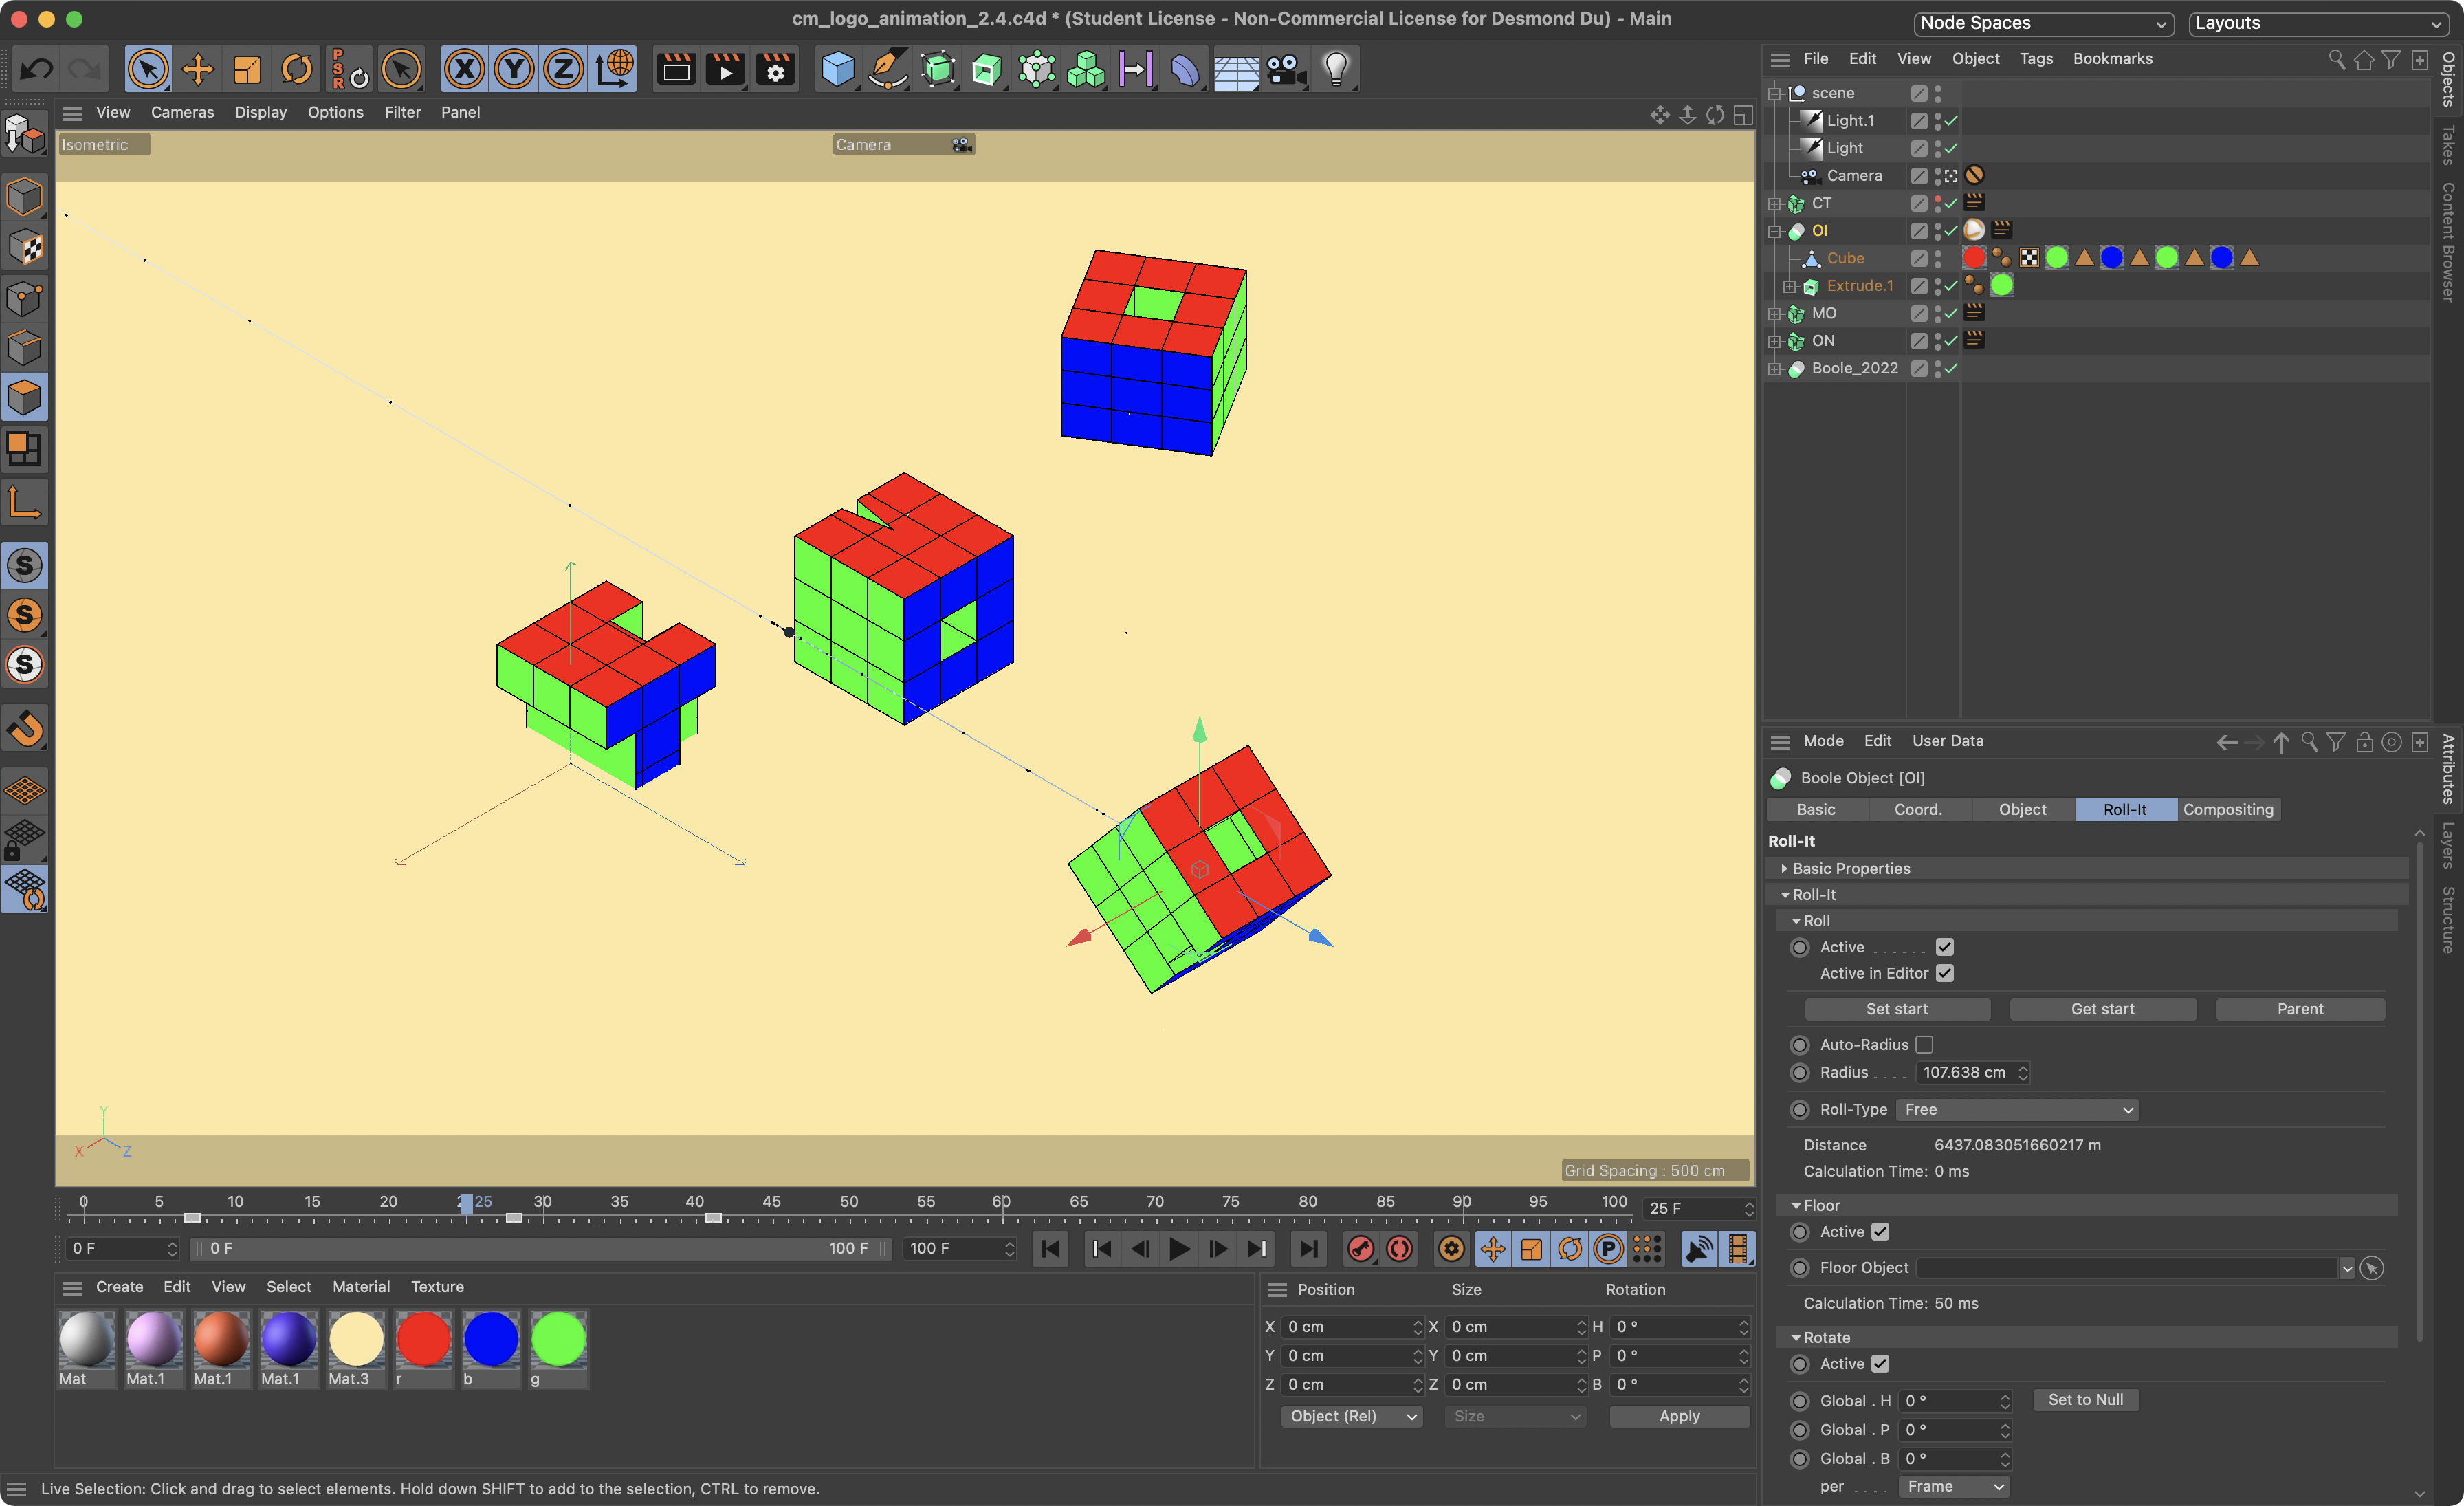 cm_logo_animation_2.4.c4d * (Student License - Non-Commercial License for Desmond Du) - Main
Node Spaces
Layouts
PSR
X Y Z
File Edit View Object Tags Bookmarks
View Cameras Display Options Filter Panel
Isometric
Camera
scene
Light.1
Light
Camera
CT
OI
Cube
Extrude.1
MO
ON
Boole_2022
Objects
Takes
Content Browser
S
S
S
Y
X
Z
Grid Spacing : 500 cm
Mode Edit User Data
Boole Object [OI]
Basic Coord. Object Roll-It Compositing
Roll-It
Basic Properties
Roll-It
Roll
Active
Active in Editor
Set start Get start Parent
Auto-Radius
Radius 107.638 cm
Roll-Type Free
Distance 6437.083051660217 m
Calculation Time: 0 ms
Floor
Active
Floor Object
Calculation Time: 50 ms
Rotate
Active
Global . H 0 ° Set to Null
Global . P 0 °
Global . B 0 °
per Frame
Attributes
Layers
Structure
0 5 10 15 20 25 30 35 40 45 50 55 60 65 70 75 80 85 90 95 100
25 F
0 F 0 F 100 F 100 F
P
Create Edit View Select Material Texture
Mat Mat.1 Mat.1 Mat.1 Mat.3 r b g
Position Size Rotation
X 0 cm X 0 cm H 0 °
Y 0 cm Y 0 cm P 0 °
Z 0 cm Z 0 cm B 0 °
Object (Rel) Size Apply
Live Selection: Click and drag to select elements. Hold down SHIFT to add to the selection, CTRL to remove.